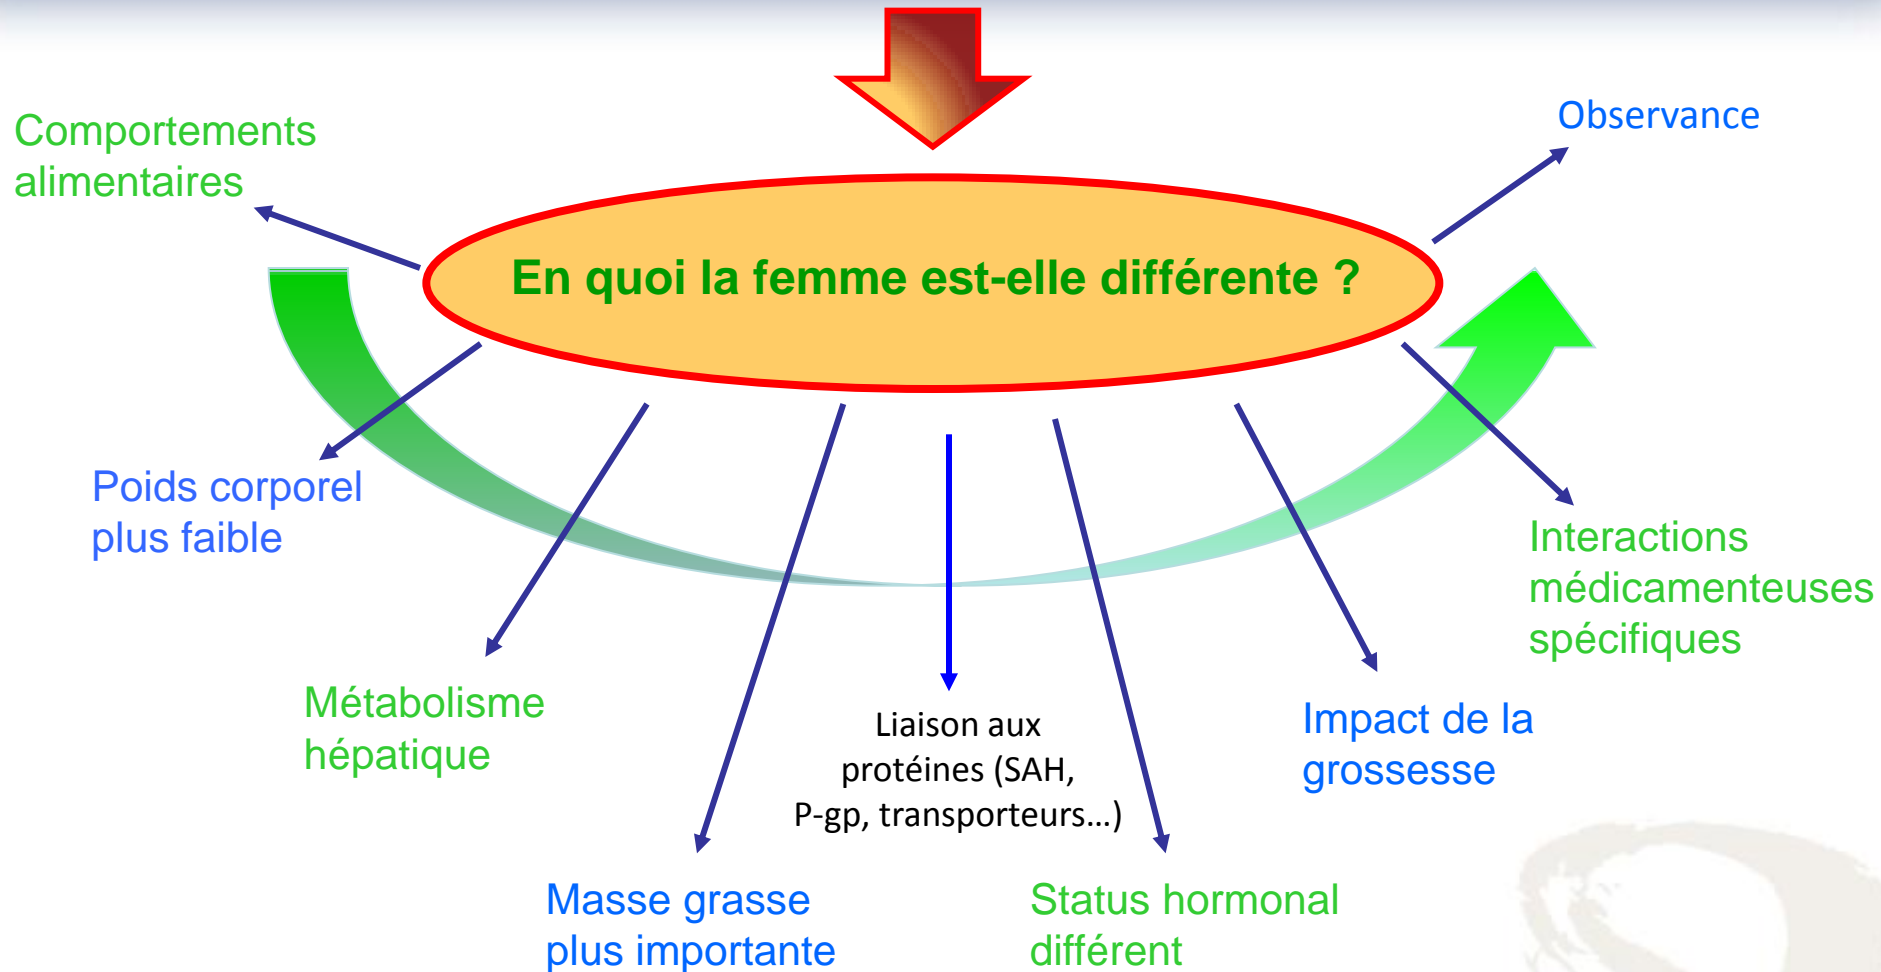 Comportements
alimentaires
Observance
En quoi la femme est-elle différente ?
Poids corporel
plus faible
Interactions
médicamenteuses
spécifiques
Métabolisme
hépatique
Liaison aux
protéines (SAH,
P-gp, transporteurs...)
Impact de la
grossesse
Masse grasse
plus importante
Status hormonal
différent